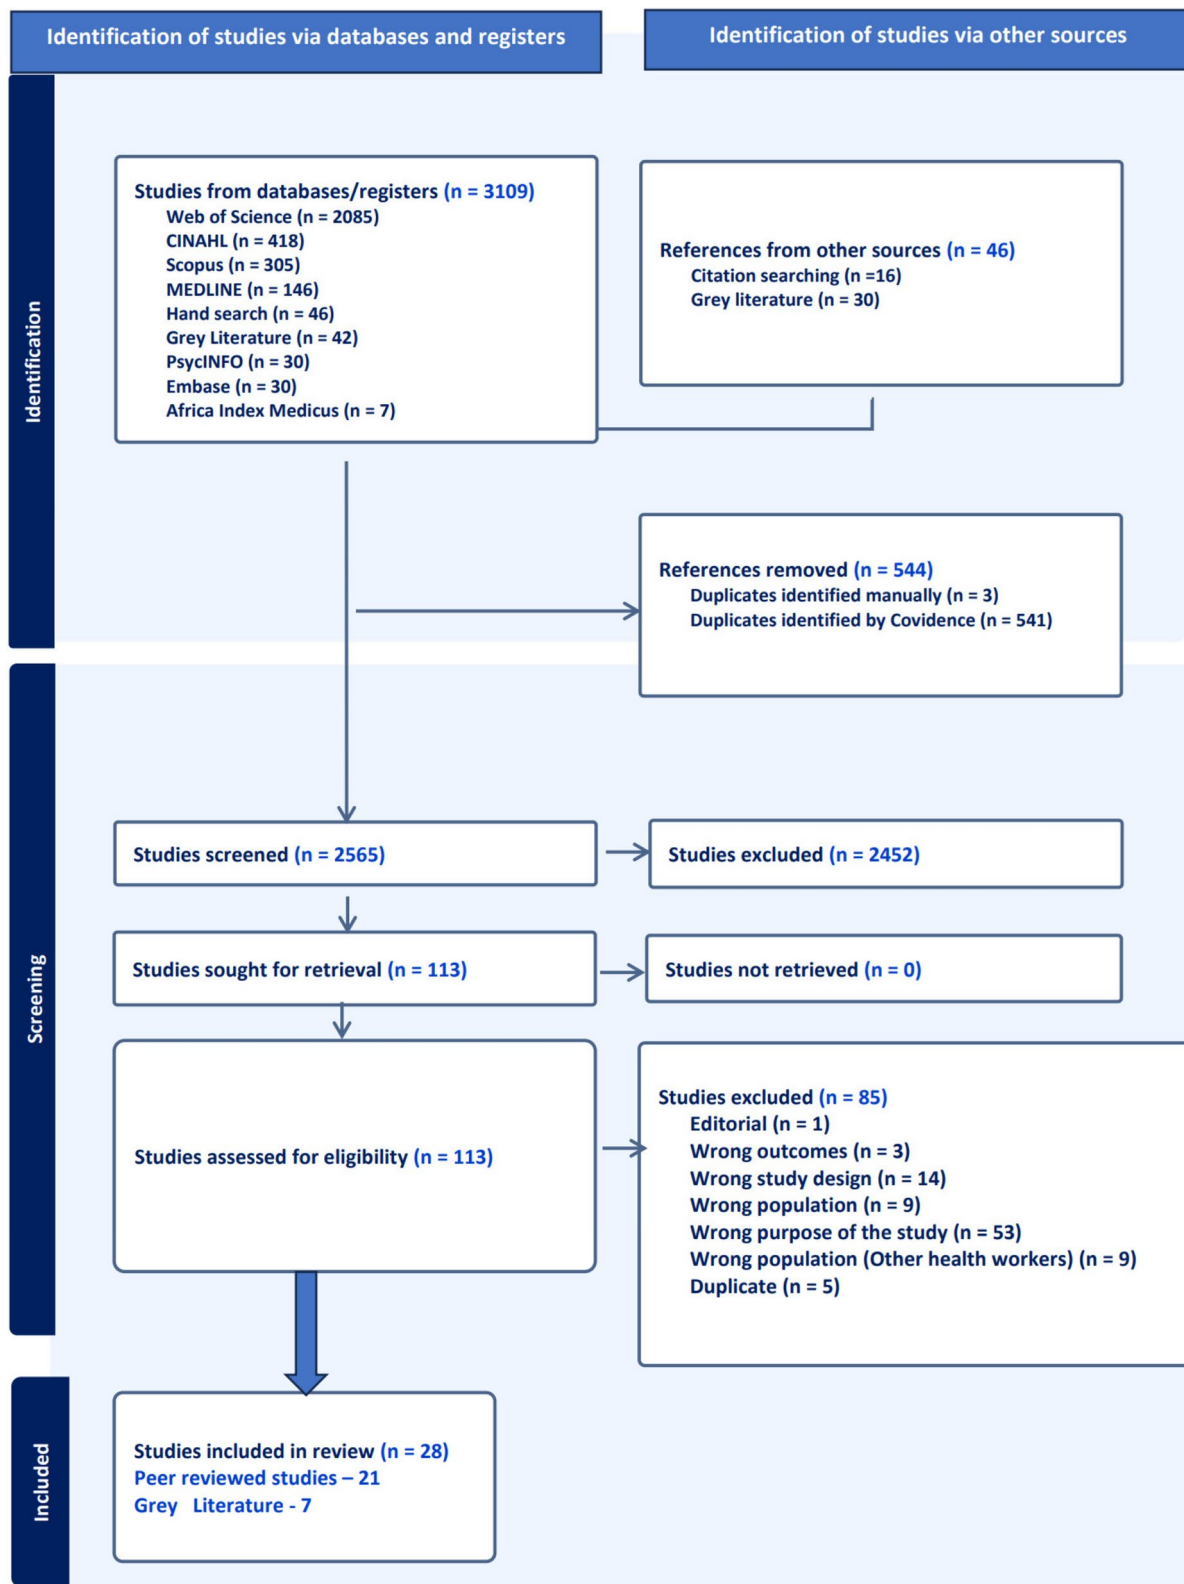 Identification of studies via databases and registers
Identification of studies via other sources
Identification
Studies from databases/registers (n = 3109)
Web of Science (n = 2085)
CINAHL (n = 418)
Scopus (n = 305)
MEDLINE (n = 146)
Hand search (n = 46)
Grey Literature (n = 42)
PsycINFO (n = 30)
Embase (n = 30)
Africa Index Medicus (n = 7)
References from other sources (n = 46)
Citation searching (n =16)
Grey literature (n = 30)
References removed (n = 544)
Duplicates identified manually (n = 3)
Duplicates identified by Covidence (n = 541)
Screening
Studies screened (n = 2565)
Studies excluded (n = 2452)
Studies sought for retrieval (n = 113)
Studies not retrieved (n = 0)
Studies assessed for eligibility (n = 113)
Studies excluded (n = 85)
Editorial (n = 1)
Wrong outcomes (n = 3)
Wrong study design (n = 14)
Wrong population (n = 9)
Wrong purpose of the study (n = 53)
Wrong population (Other health workers) (n = 9)
Duplicate (n = 5)
Included
Studies included in review (n = 28)
Peer reviewed studies – 21
Grey Literature - 7